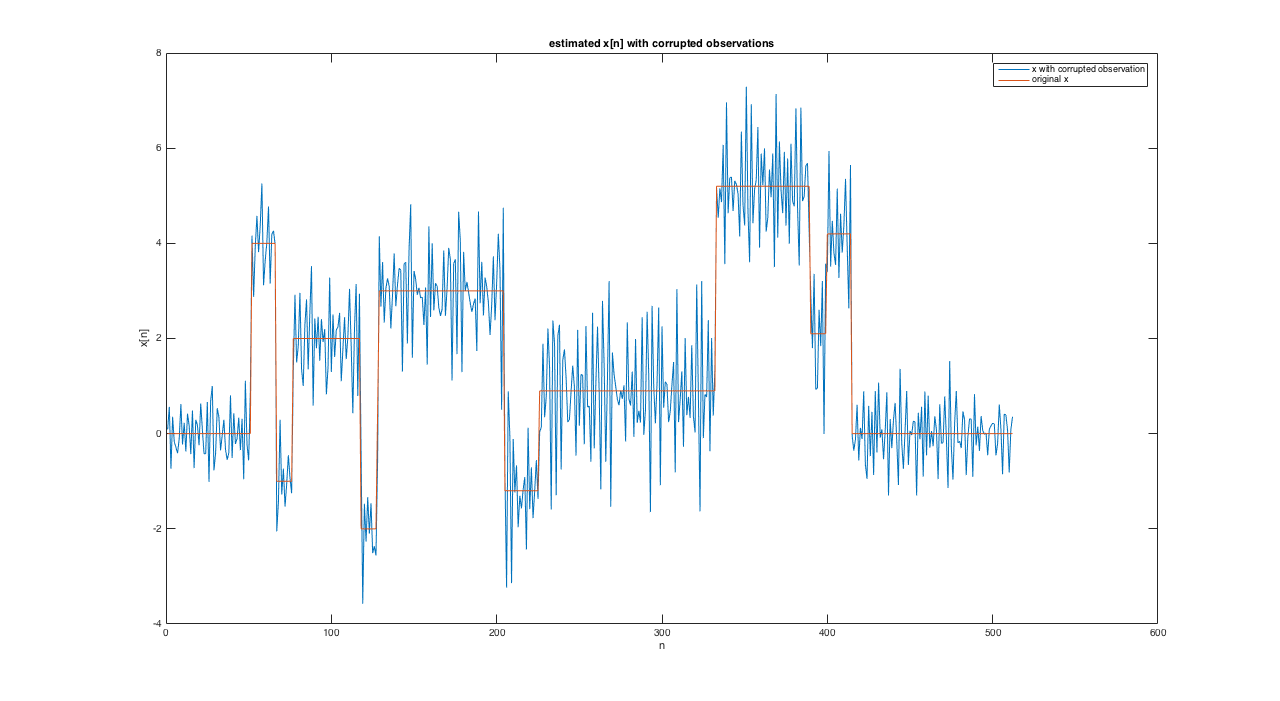 estimated x[n] with corrupted observations
x with corrupted observation
original x
8
6
4
2
0
-2
-4
x[n]
0 100 200 300 400 500 600
n